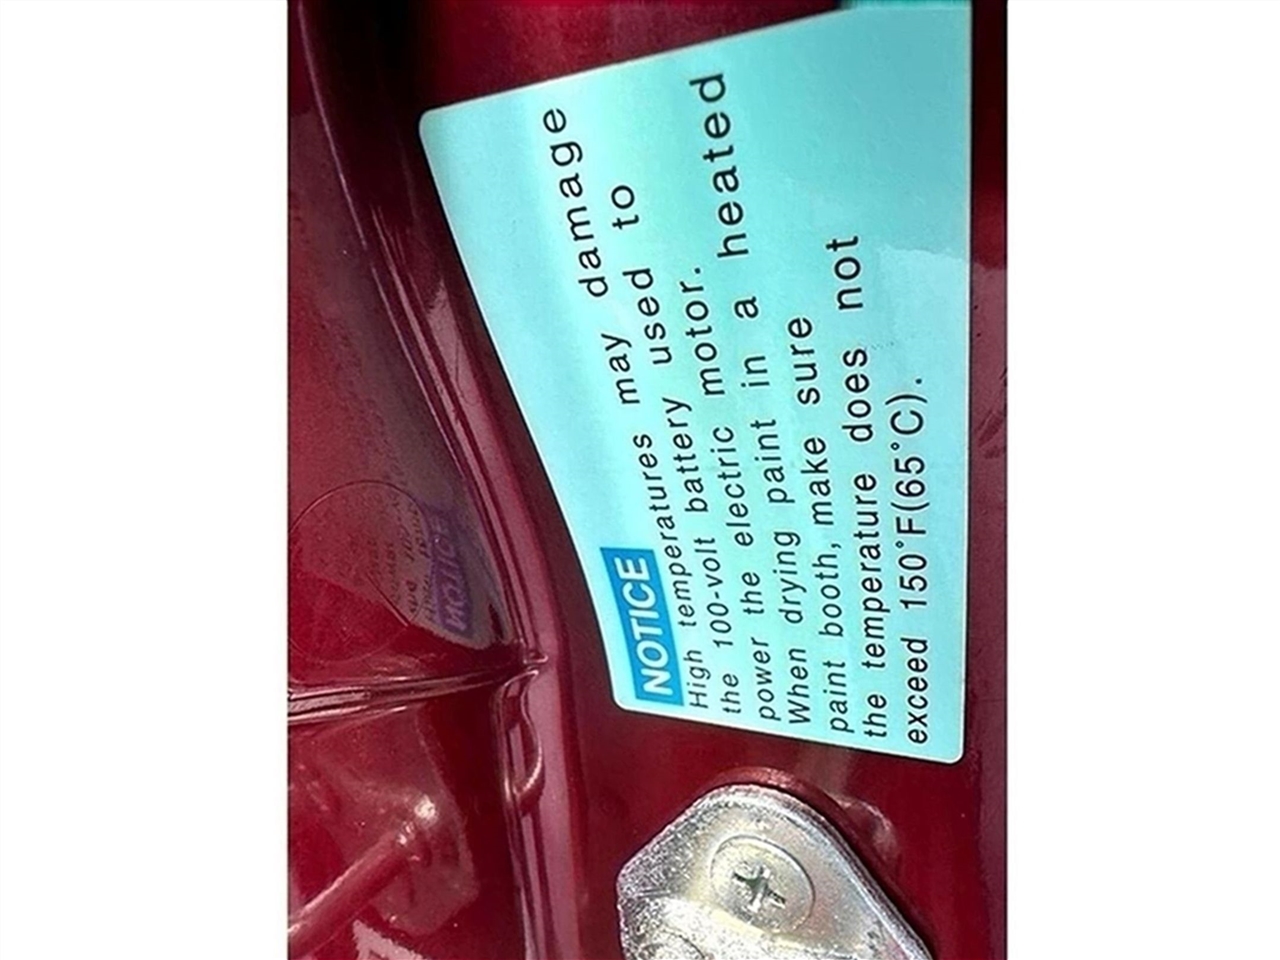 NOTICE
High temperatures may damage
the 100-volt battery used to
power the electric motor.
When drying paint in a heated
paint booth, make sure
the temperature does not
exceed 150°F(65°C).